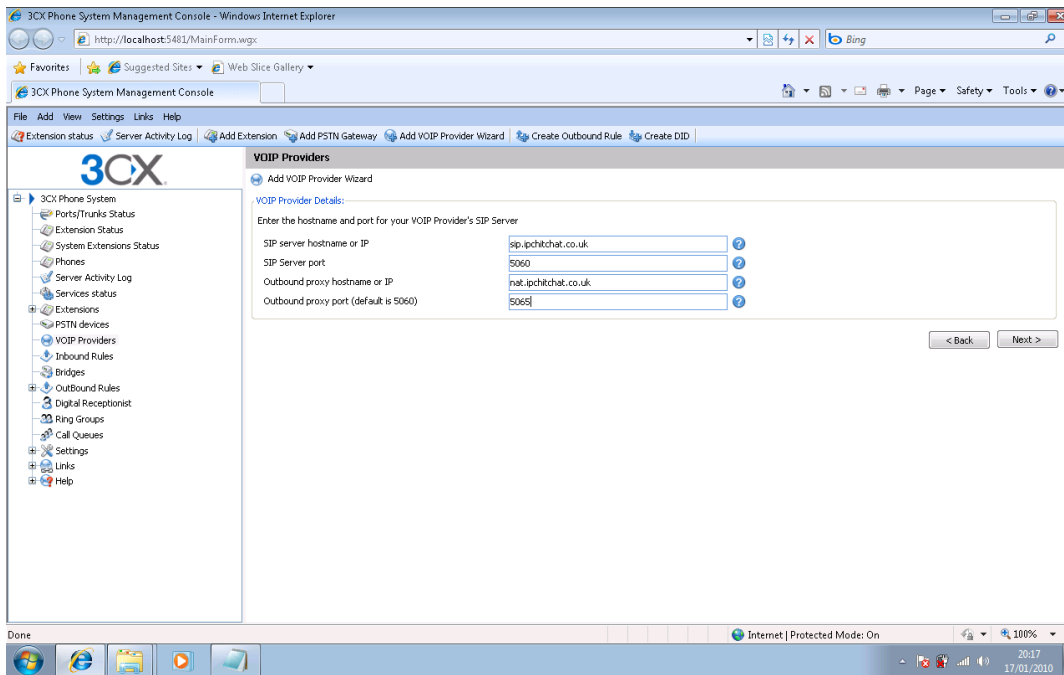 3CX Phone System Management Console - Windows Internet Explorer
http://localhost:5481/MainForm.wgx
Bing
Favorites Suggested Sites Web Slice Gallery
3CX Phone System Management Console
Page Safety Tools
File Add View Settings Links Help
Extension status Server Activity Log Add Extension Add PSTN Gateway Add VOIP Provider Wizard Create Outbound Rule Create DID
3CX
3CX Phone System
Ports/Trunks Status
Extension Status
System Extensions Status
Phones
Server Activity Log
Services status
Extensions
PSTN devices
VOIP Providers
Inbound Rules
Bridges
OutBound Rules
Digital Receptionist
Ring Groups
Call Queues
Settings
Links
Help
VOIP Providers
Add VOIP Provider Wizard
VOIP Provider Details:
Enter the hostname and port for your VOIP Provider's SIP Server
SIP server hostname or IP sip.ipchitchat.co.uk
SIP Server port 5060
Outbound proxy hostname or IP nat.ipchitchat.co.uk
Outbound proxy port (default is 5060) 5065
< Back Next >
Done Internet | Protected Mode: On 100%
20:17
17/01/2010